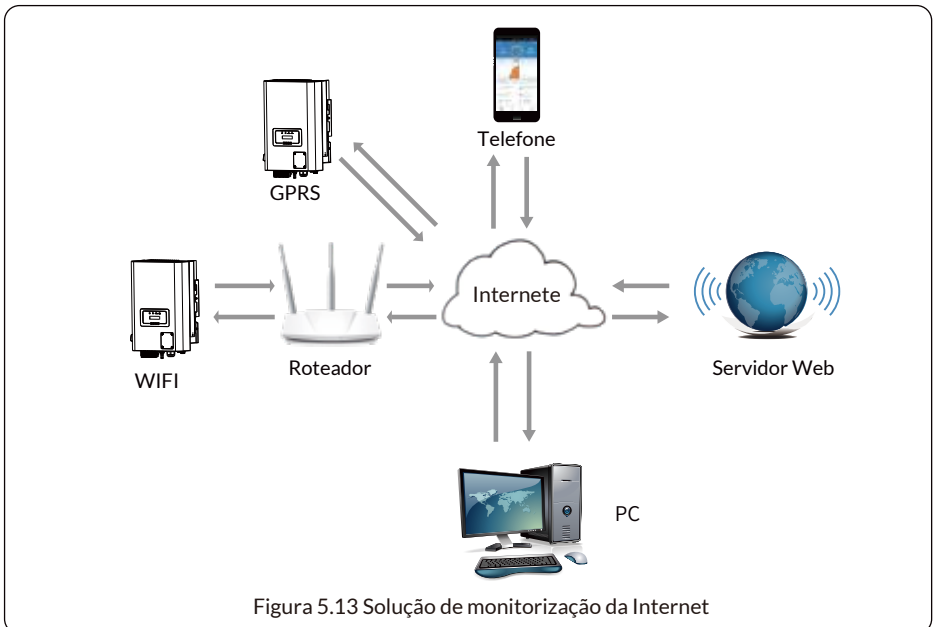 Telefone
GPRS
Internete
WIFI
Roteador
Servidor Web
PC
Figura 5.13 Solução de monitorização da Internet